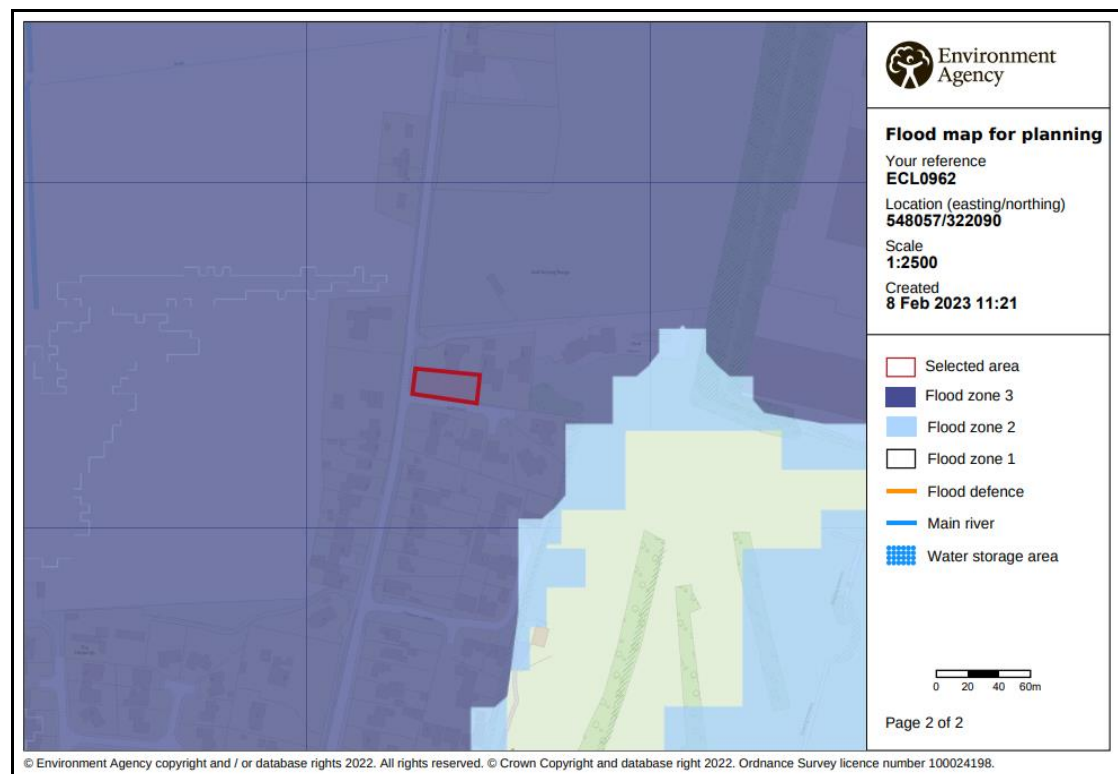 Environment
Agency
Flood map for planning
Your reference
ECL0962
Location (easting/northing)
548057/322090
Scale
1:2500
Created
8 Feb 2023 11:21
Selected area
Flood zone 3
Flood zone 2
Flood zone 1
Flood defence
Main river
Water storage area
0 20 40 60m
Page 2 of 2
© Environment Agency copyright and / or database rights 2022. All rights reserved. © Crown Copyright and database right 2022. Ordnance Survey licence number 100024198.